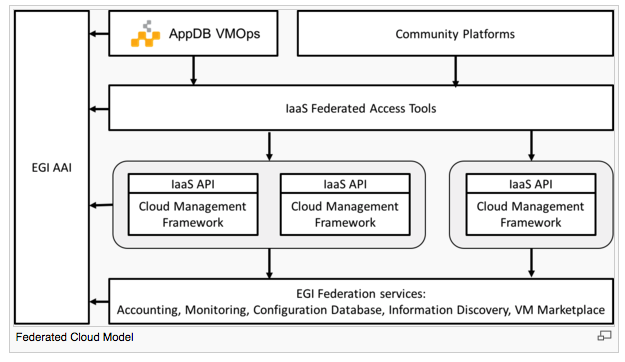 AppDB VMOps
Community Platforms
IaaS Federated Access Tools
EGI AAI
IaaS API
Cloud Management
Framework
IaaS API
Cloud Management
Framework
IaaS API
Cloud Management
Framework
EGI Federation services:
Accounting, Monitoring, Configuration Database, Information Discovery, VM Marketplace
Federated Cloud Model